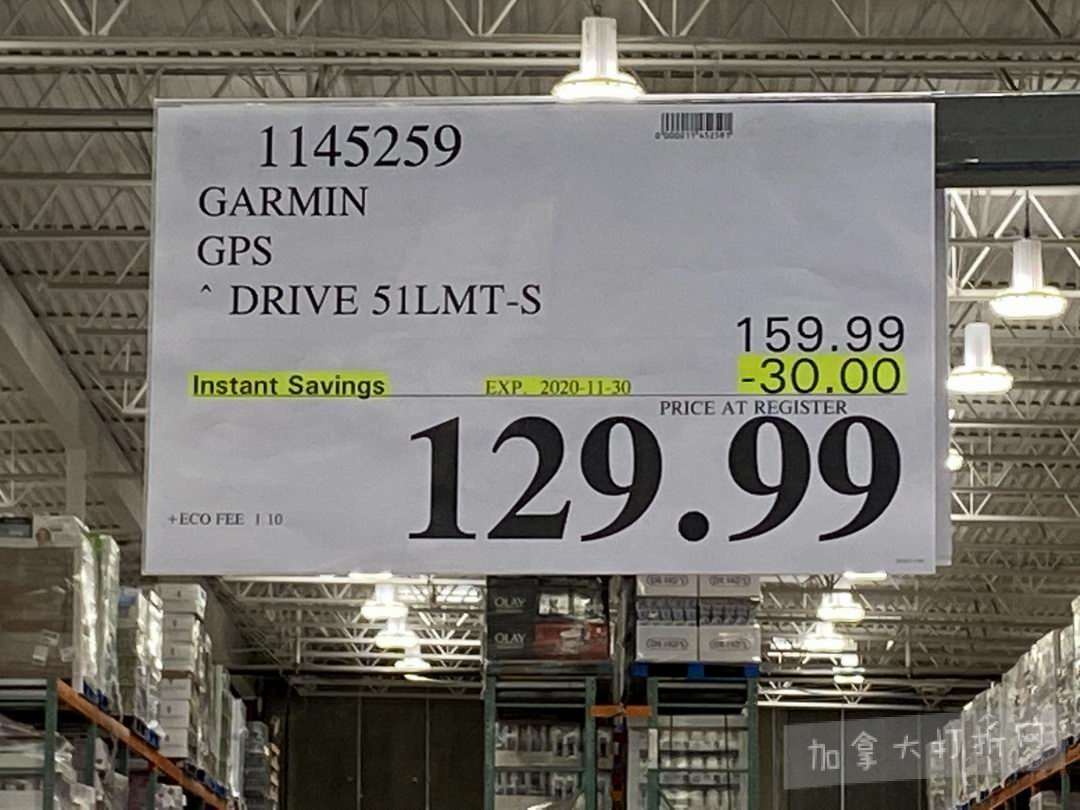 1145259
GARMIN
GPS
^ DRIVE 51LMT-S
159.99
Instant Savings EXP. 2020-11-30 -30.00
PRICE AT REGISTER
129.99
+ECO FEE 1 10
OLAY
OLAY
加拿大打折网